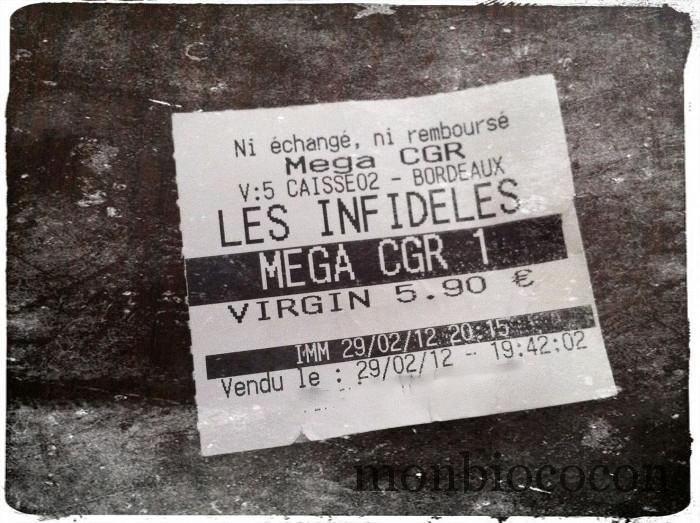 Ni échangé, ni remboursé
Mega CGR
V:5 CAISSE02 - BORDEAUX
LES INFIDELES
MEGA CGR 1
VIRGIN 5.90 €
IMM 29/02/12 20:15
Vendu le : 29/02/12 - 19:42:02
monbiococon